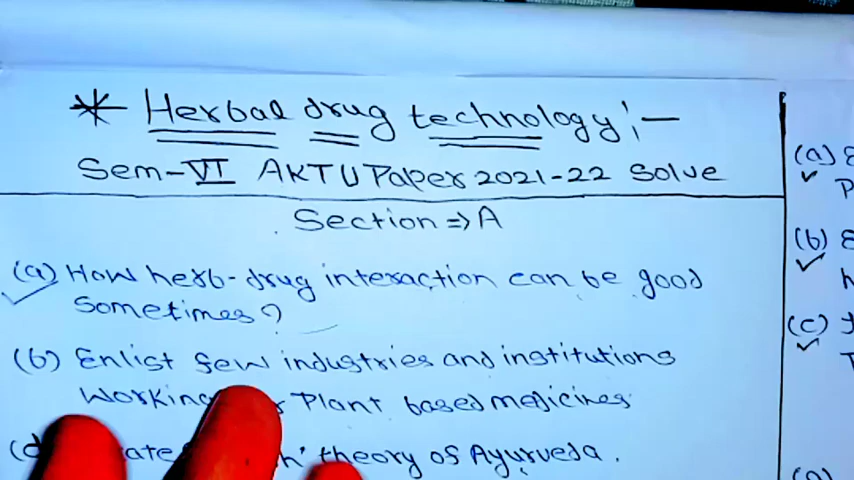 * Herbal drug technology :-
Sem-VI AKTU Paper 2021-22 Solve
Section => A
(a) How herb-drug interaction can be good
Sometimes?
(b) Enlist few industries and institutions
Working Plant based medicines
theory of Ayurveda.
(a)
(b)
(c)